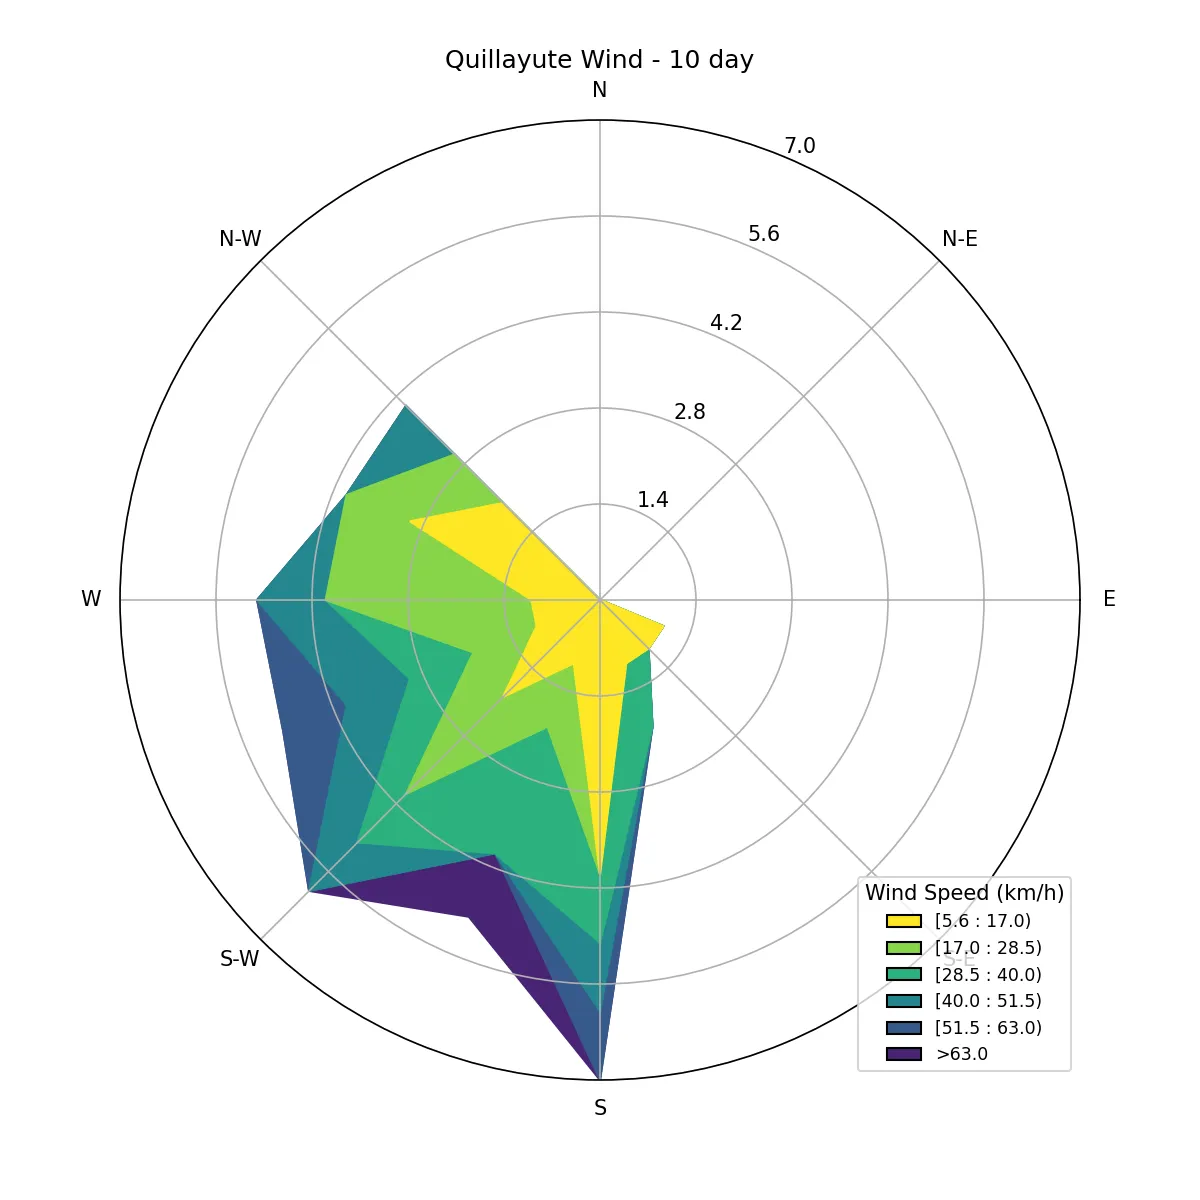 Quillayute Wind - 10 day
N
7.0
N-W
5.6
N-E
4.2
2.8
1.4
W
E
S-W
S-E
Wind Speed (km/h)
[5.6 : 17.0)
[17.0 : 28.5)
[28.5 : 40.0)
[40.0 : 51.5)
[51.5 : 63.0)
>63.0
S